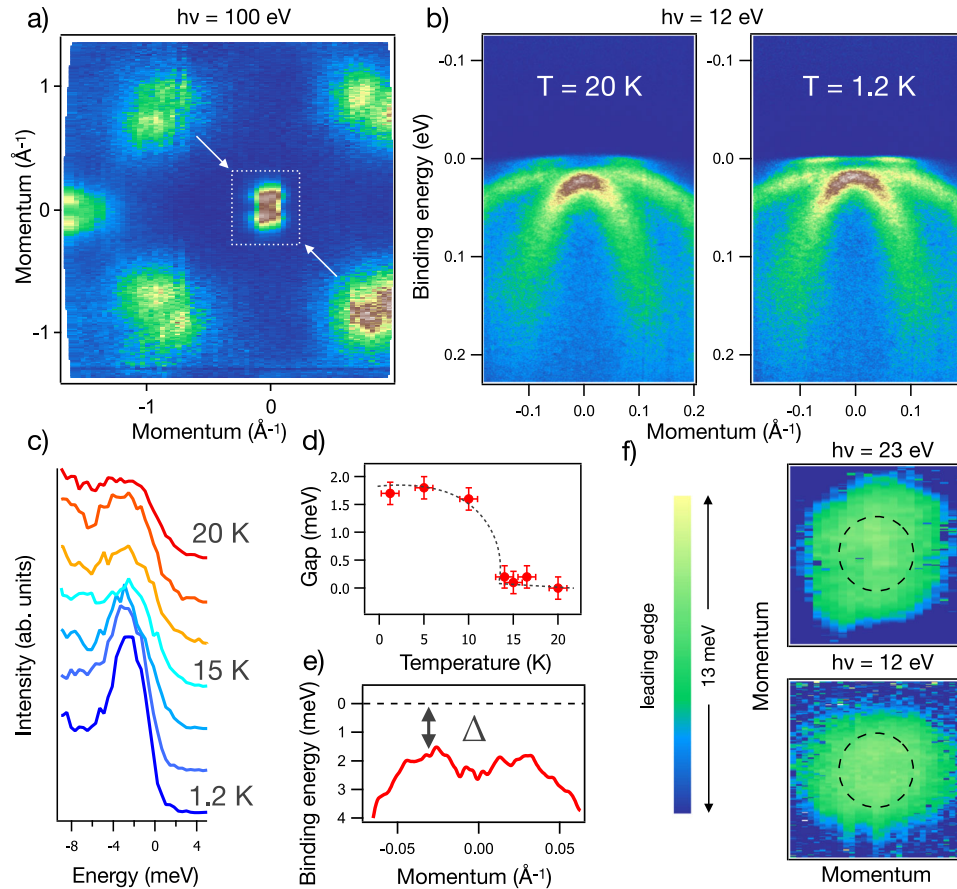 a)
hν = 100 eV
Momentum (Å⁻¹)
1
0
-1
-1
0
Momentum (Å⁻¹)
b)
hν = 12 eV
Binding energy (eV)
-0.1
0.0
0.1
0.2
T = 20 K
-0.1
0.0
0.1
0.2
-0.1
0.0
0.1
0.2
T = 1.2 K
-0.1
0.0
0.1
Momentum (Å⁻¹)
c)
Intensity (ab. units)
20 K
15 K
1.2 K
-8
-4
0
4
Energy (meV)
d)
Gap (meV)
2.0
1.5
1.0
0.5
0.0
0
5
10
15
20
Temperature (K)
e)
Binding energy (meV)
0
1
2
3
4
Δ
-0.05
0.00
0.05
Momentum (Å⁻¹)
f)
leading edge
13 meV
hν = 23 eV
Momentum
hν = 12 eV
Momentum